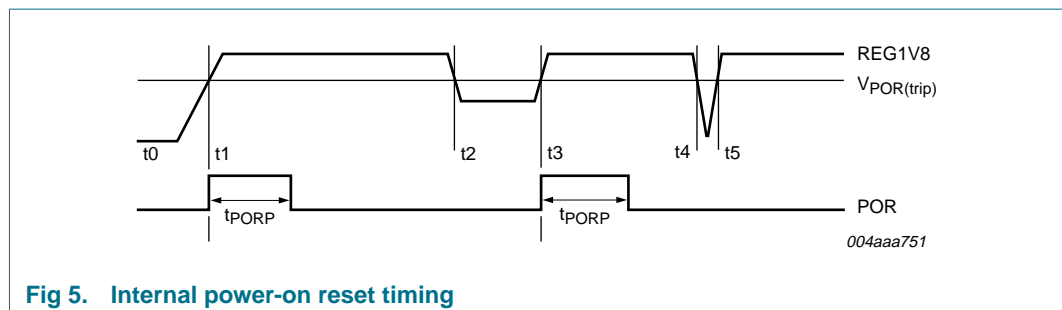 REG1V8
VPOR(trip)
t0 t1 t2 t3 t4 t5
tPORP tPORP
POR
004aaa751
Fig 5. Internal power-on reset timing